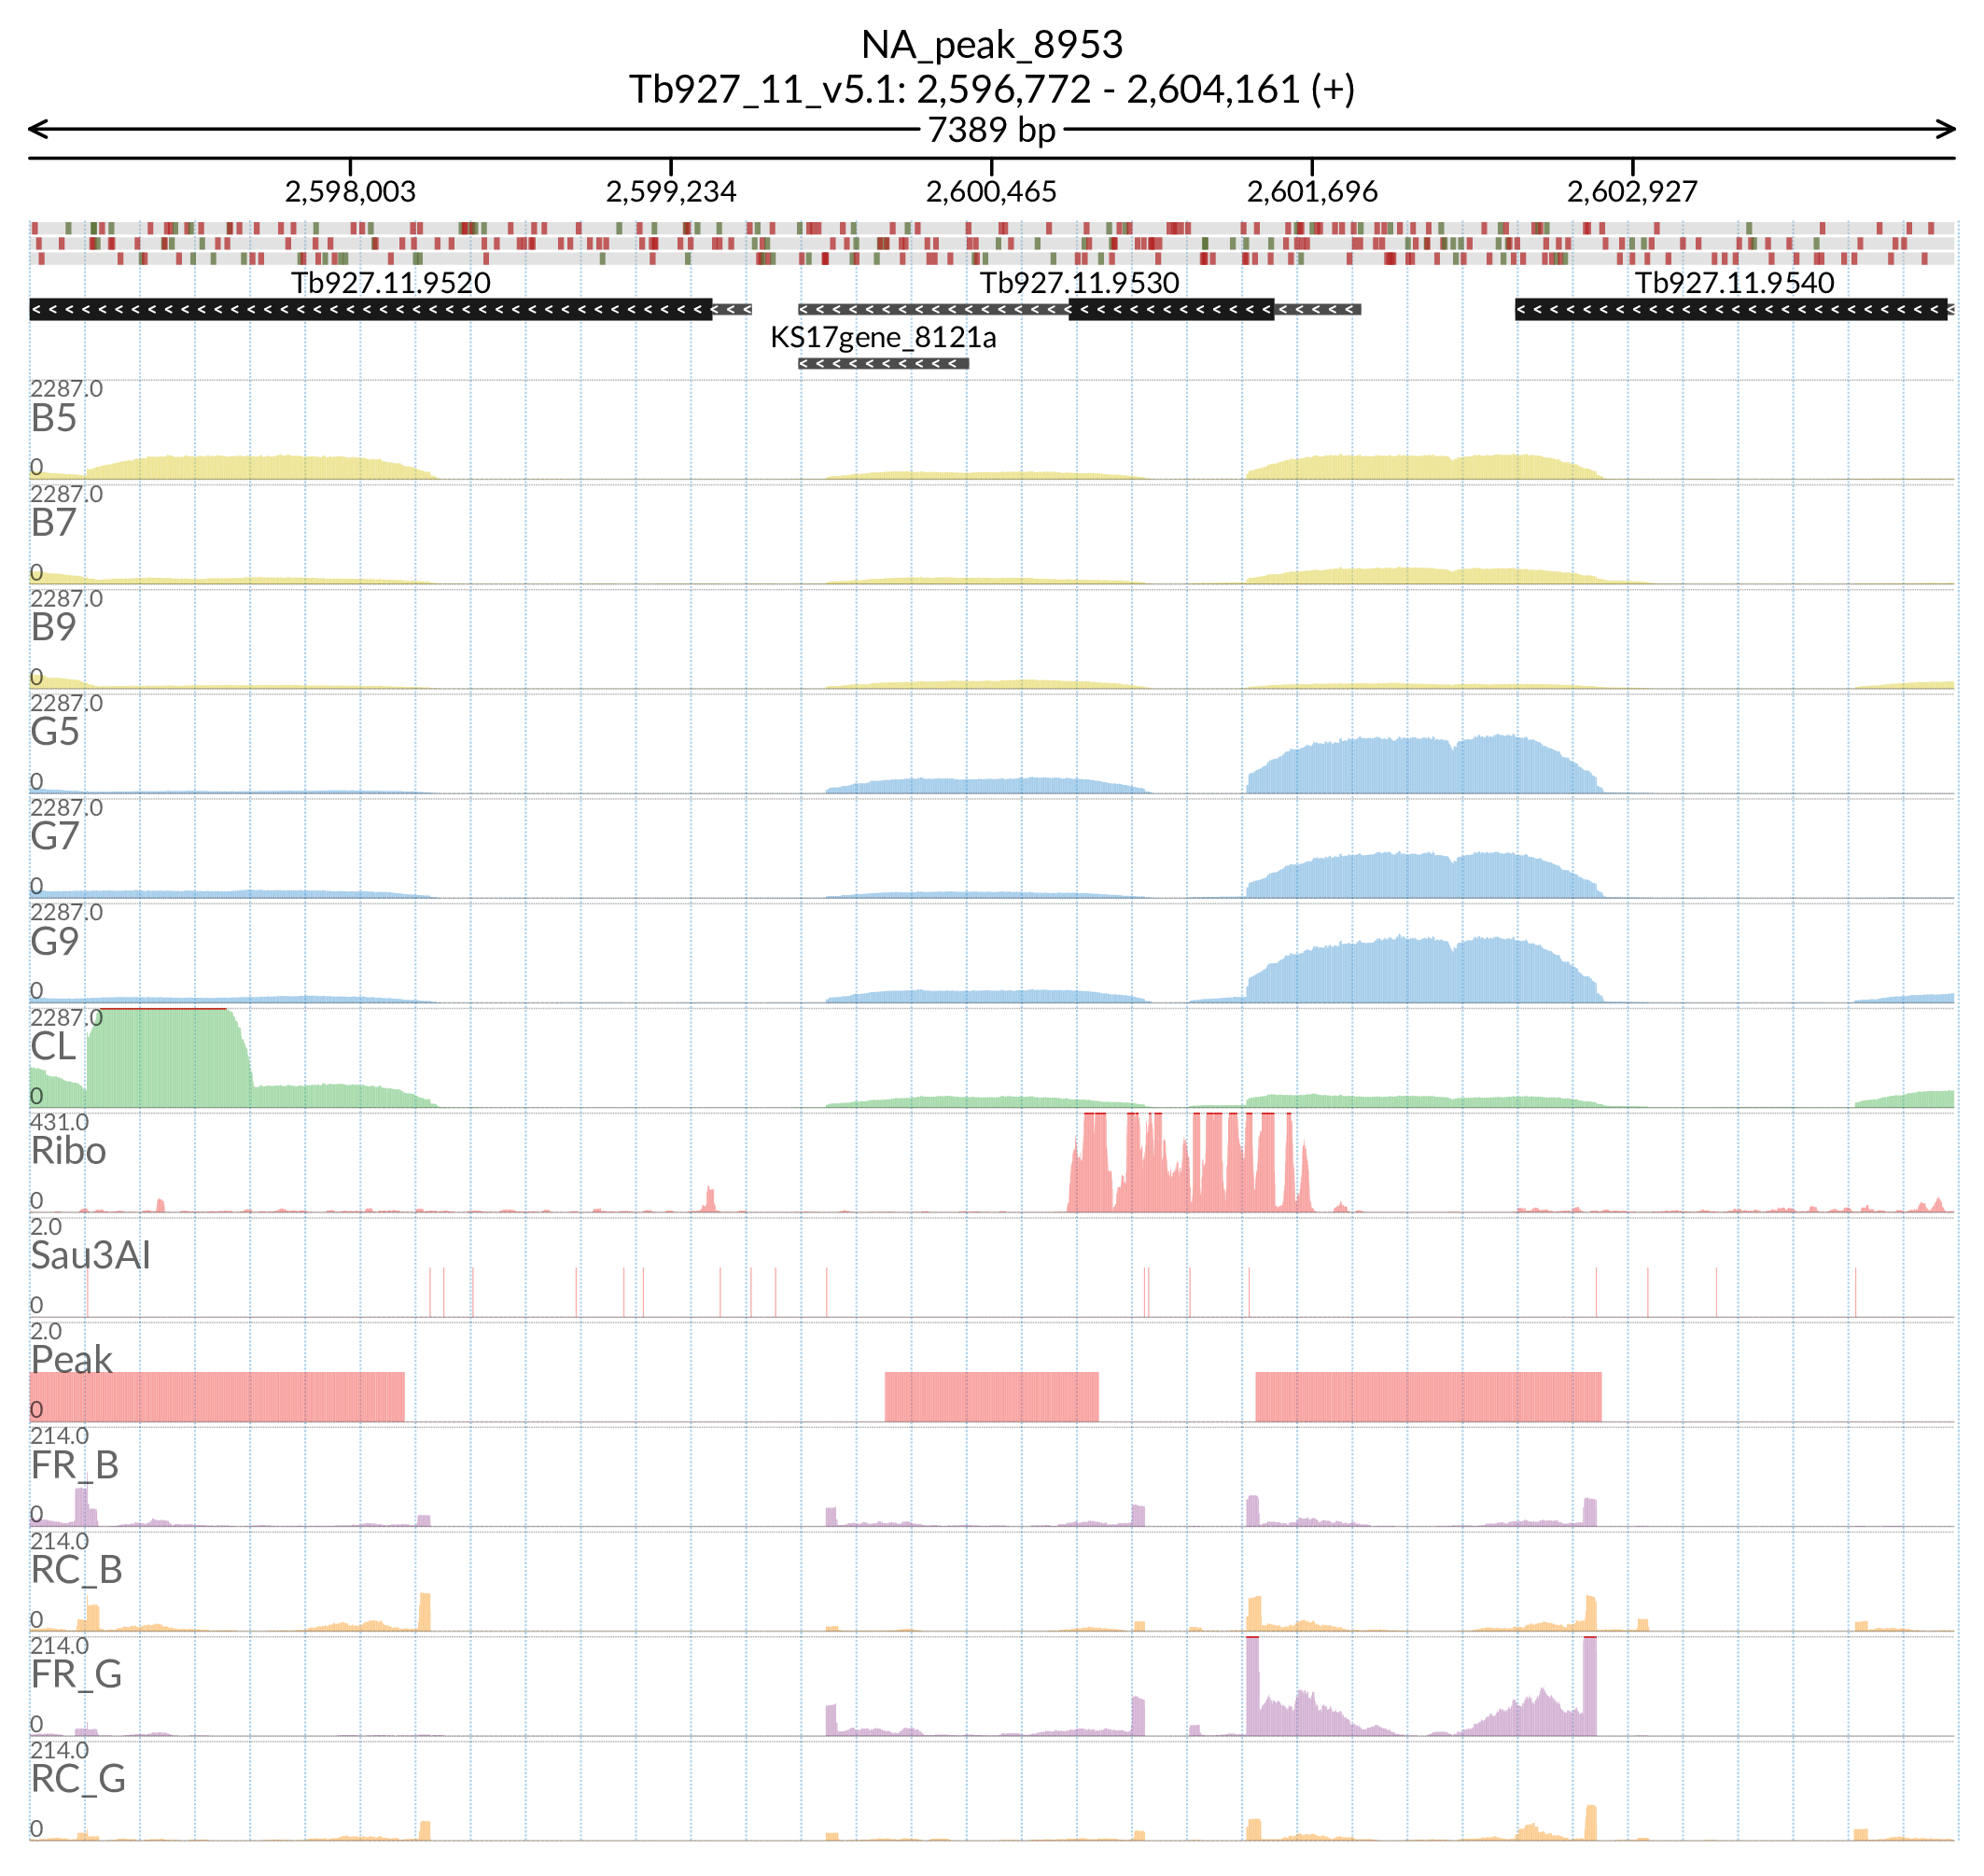 NA_peak_8953
Tb927_11_v5.1: 2,596,772 - 2,604,161 (+)
7389 bp
2,598,003 2,599,234 2,600,465 2,601,696 2,602,927
Tb927.11.9520 Tb927.11.9530 Tb927.11.9540
KS17gene_8121a
2287.0
B5
0
2287.0
B7
0
2287.0
B9
0
2287.0
G5
0
2287.0
G7
0
2287.0
G9
0
2287.0
CL
0
431.0
Ribo
0
2.0
Sau3AI
0
2.0
Peak
0
214.0
FR_B
0
214.0
RC_B
0
214.0
FR_G
0
214.0
RC_G
0